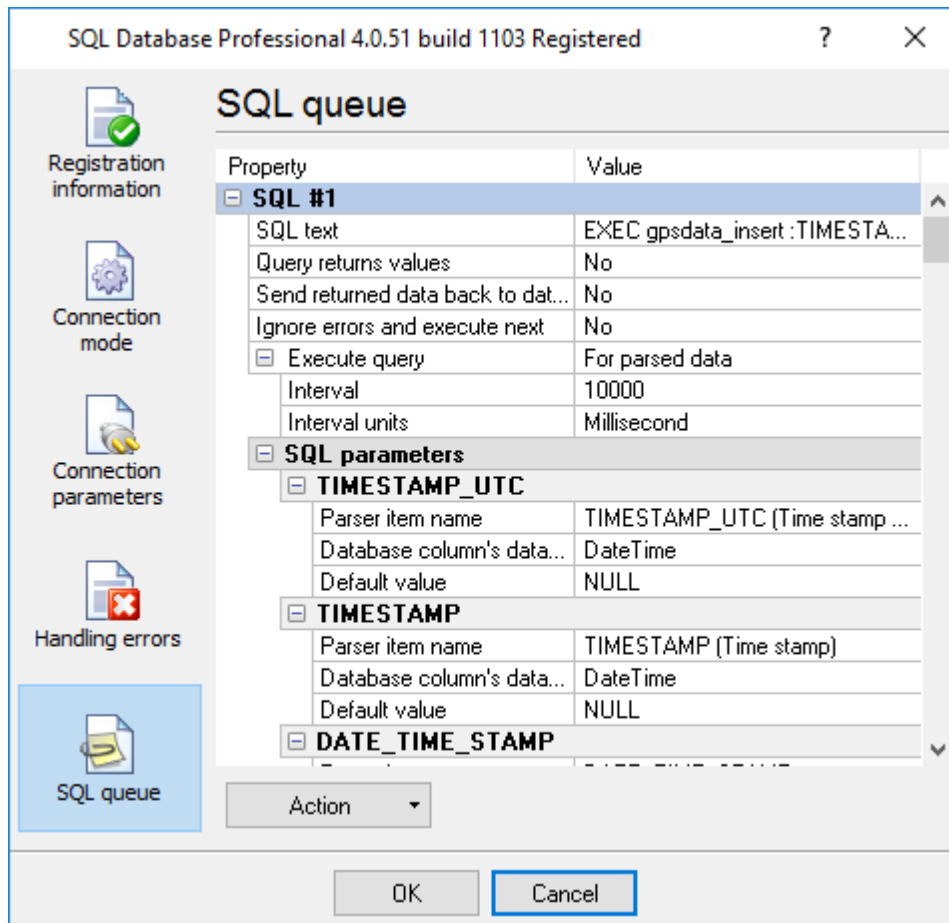 SQL Database Professional 4.0.51 build 1103 Registered ?
Registration
information
Connection
mode
Connection
parameters
Handling errors
SQL queue
SQL queue
Property Value
SQL #1
SQL text EXEC gpsdata_insert :TIMESTA...
Query returns values No
Send returned data back to dat... No
Ignore errors and execute next No
Execute query For parsed data
Interval 10000
Interval units Millisecond
SQL parameters
TIMESTAMP_UTC
Parser item name TIMESTAMP_UTC (Time stamp ...
Database column's data... DateTime
Default value NULL
TIMESTAMP
Parser item name TIMESTAMP (Time stamp)
Database column's data... DateTime
Default value NULL
DATE_TIME_STAMP
Action
OK Cancel